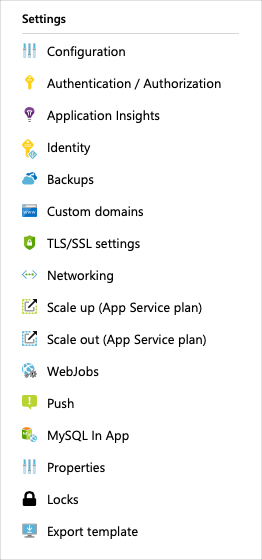 Settings
Configuration
Authentication / Authorization
Application Insights
Identity
Backups
www
Custom domains
TLS/SSL settings
Networking
Scale up (App Service plan)
Scale out (App Service plan)
WebJobs
Push
MySQL In App
Properties
Locks
Export template